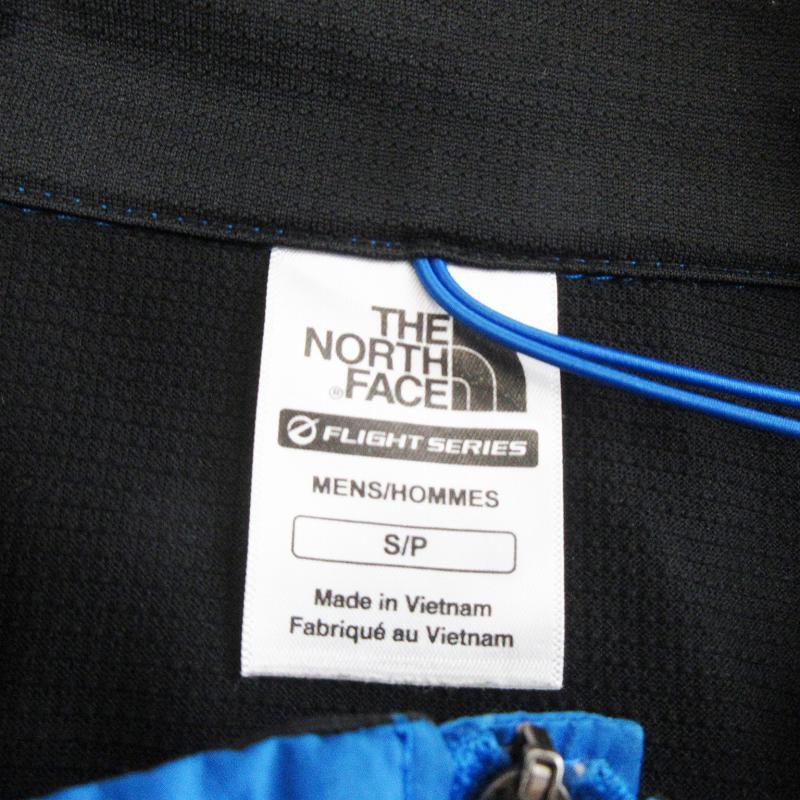 THE
NORTH
®FACE
FLIGHT SERIES
MENS/HOMMES
S/P
Made in Vietnam
Fabriqué au Vietnam